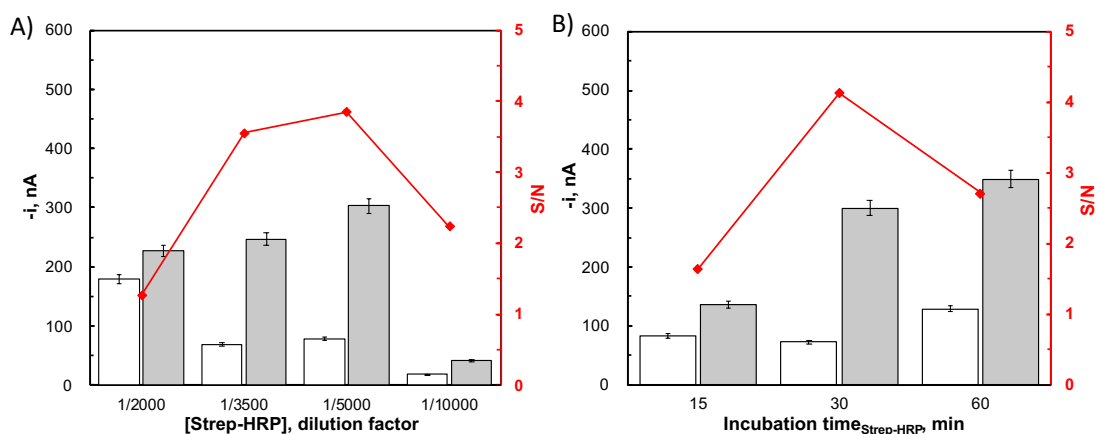 A)
600
500
400
300
200
100
0
-i, nA
5
4
3
2
1
0
S/N
1/2000 1/3500 1/5000 1/10000
[Strep-HRP], dilution factor
B)
600
500
400
300
200
100
0
-i, nA
5
4
3
2
1
0
S/N
15 30 60
Incubation timeStrep-HRP, min